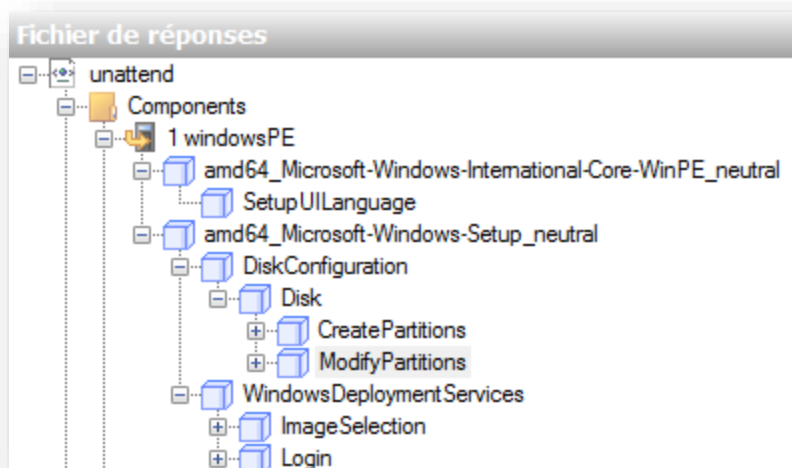 Fichier de réponses
unattend
Components
1 windowsPE
amd64_Microsoft-Windows-International-Core-WinPE_neutral
SetupUILanguage
amd64_Microsoft-Windows-Setup_neutral
DiskConfiguration
Disk
CreatePartitions
ModifyPartitions
WindowsDeploymentServices
ImageSelection
Login